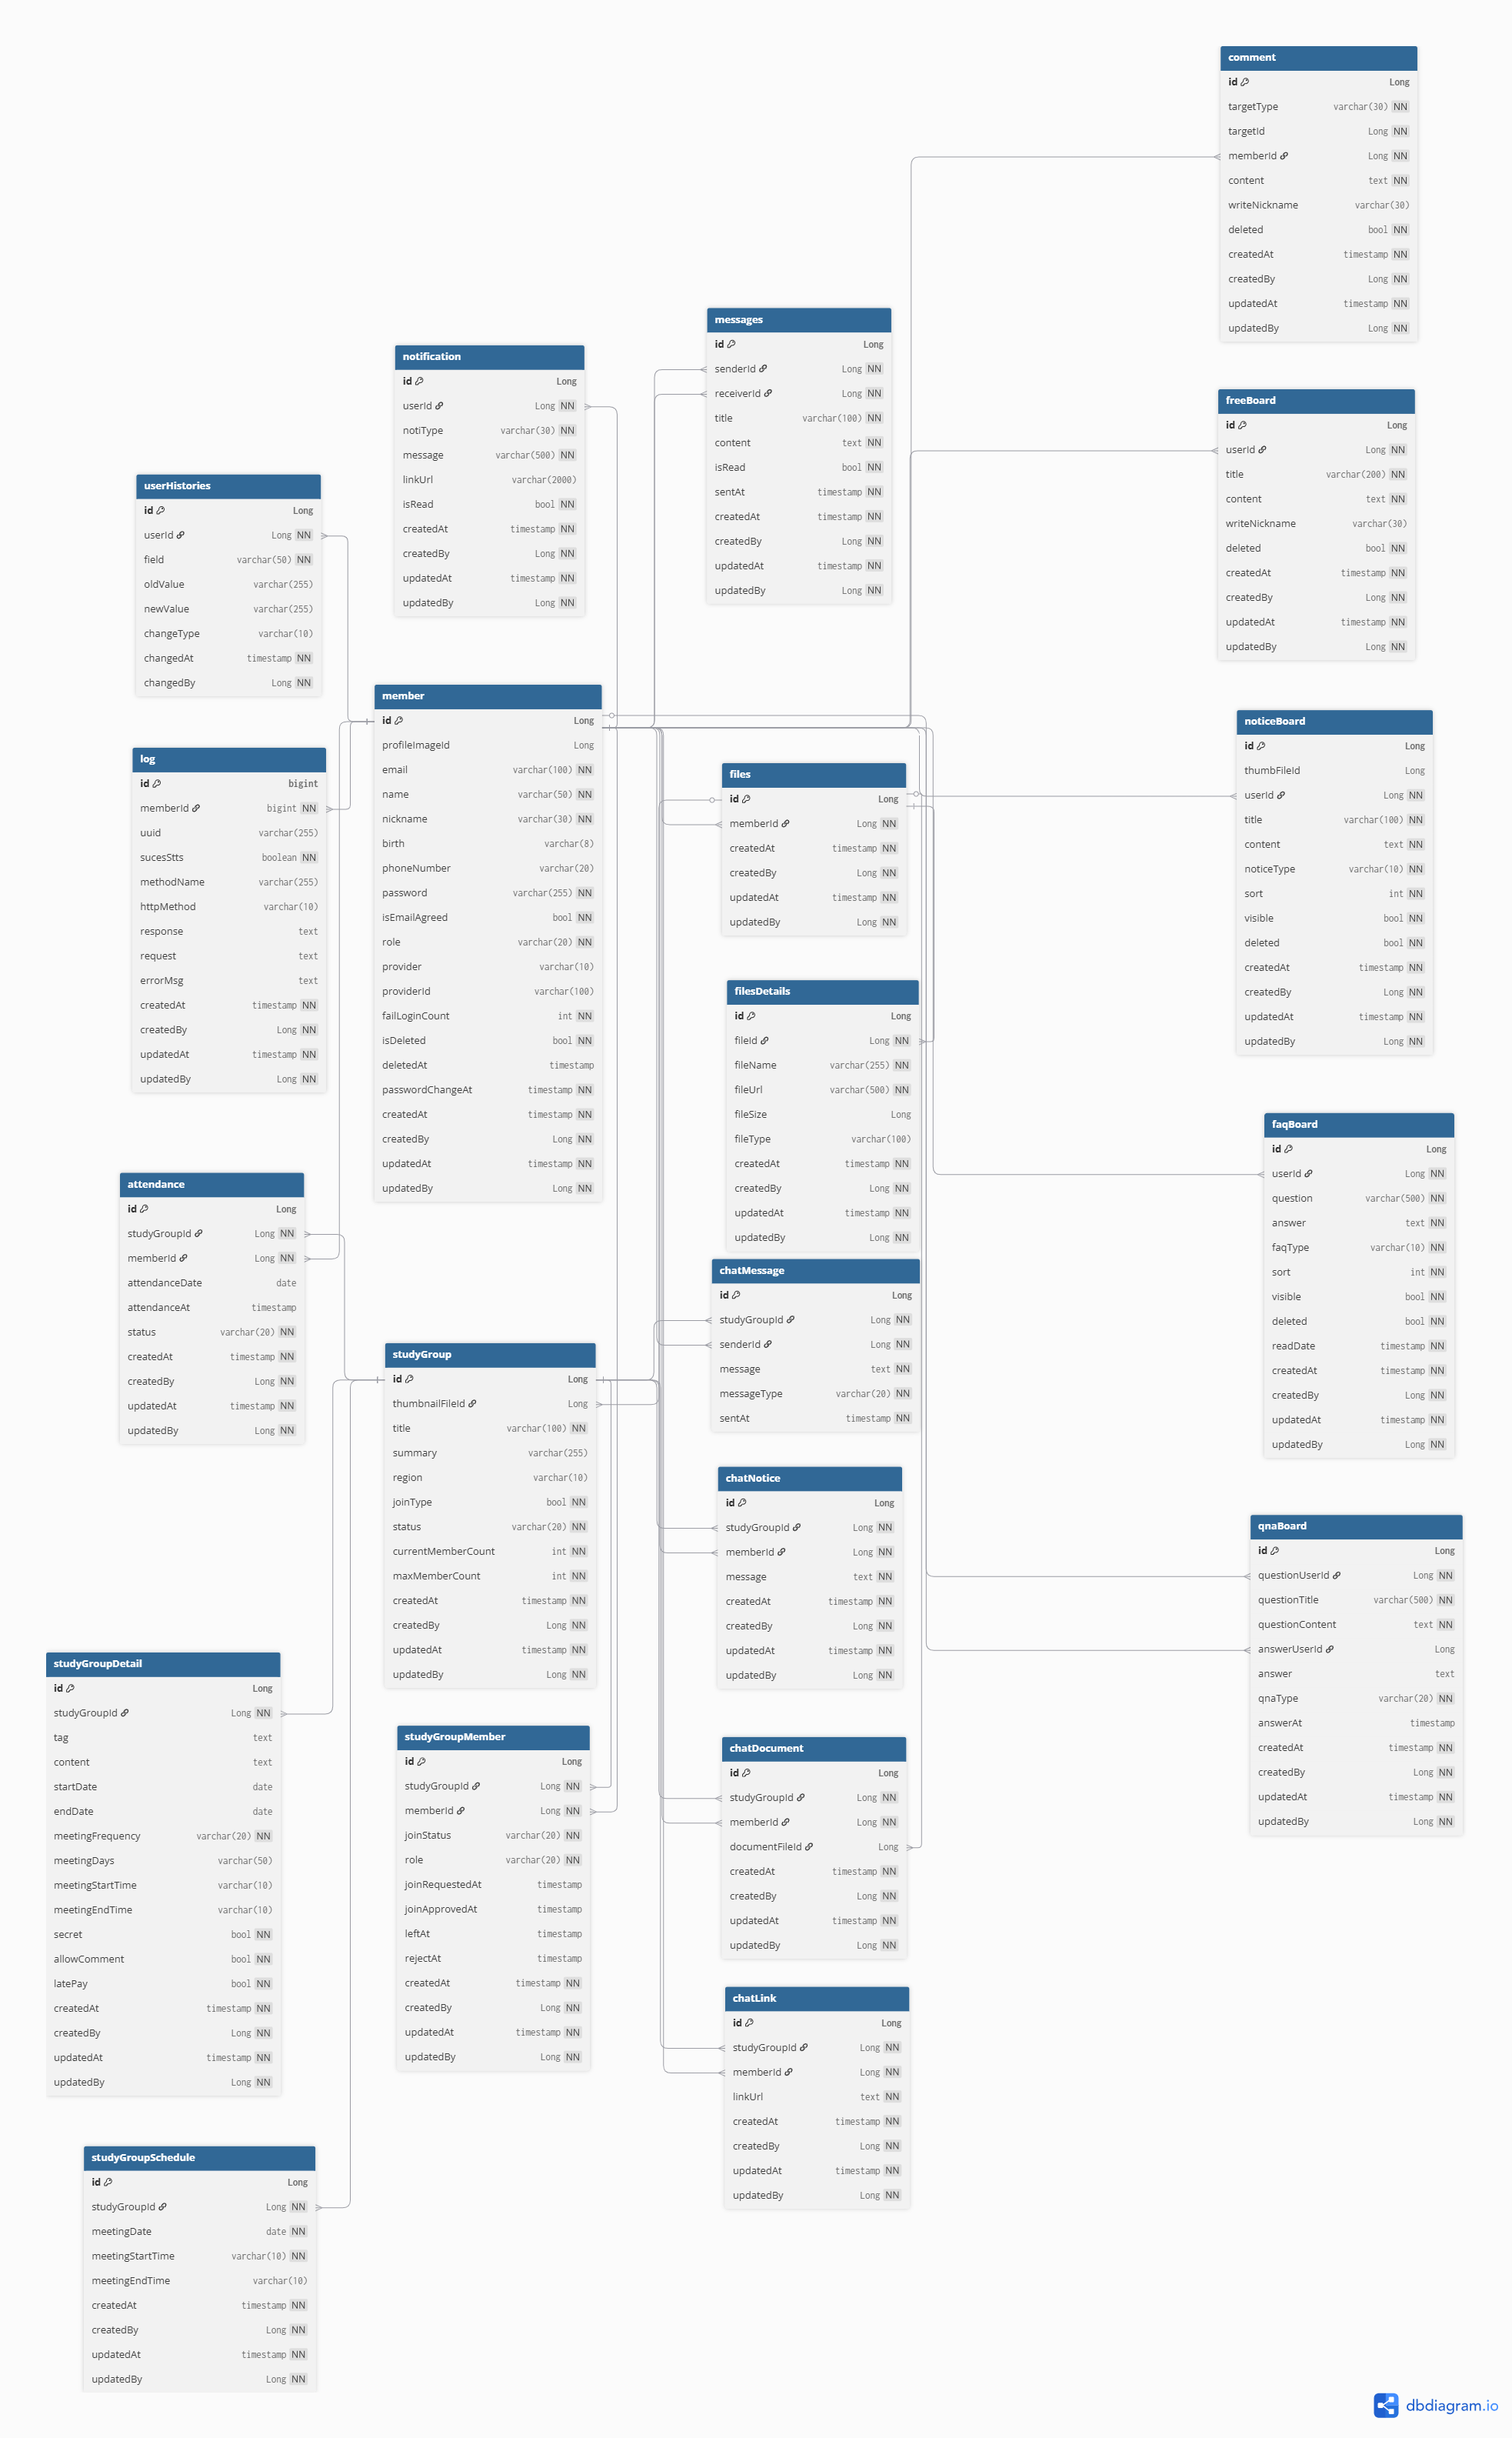 comment
id Long
targetType varchar(30) NN
targetId Long NN
memberId Long NN
content text NN
writeNickname varchar(30)
deleted bool NN
createdAt timestamp NN
createdBy Long NN
updatedAt timestamp NN
updatedBy Long NN
messages
id Long
senderId Long NN
receiverId Long NN
title varchar(100) NN
content text NN
isRead bool NN
sentAt timestamp NN
createdAt timestamp NN
createdBy Long NN
updatedAt timestamp NN
updatedBy Long NN
notification
id Long
userId Long NN
notiType varchar(30) NN
message varchar(500) NN
linkUrl varchar(2000)
isRead bool NN
createdAt timestamp NN
createdBy Long NN
updatedAt timestamp NN
updatedBy Long NN
freeBoard
id Long
userId Long NN
title varchar(200) NN
content text NN
writeNickname varchar(30)
deleted bool NN
createdAt timestamp NN
createdBy Long NN
updatedAt timestamp NN
updatedBy Long NN
userHistories
id Long
userId Long NN
field varchar(50) NN
oldValue varchar(255)
newValue varchar(255)
changeType varchar(10)
changedAt timestamp NN
changedBy Long NN
member
id Long
profileImageId Long
email varchar(100) NN
name varchar(50) NN
nickname varchar(30) NN
birth varchar(8)
phoneNumber varchar(20)
password varchar(255) NN
isEmailAgreed bool NN
role varchar(20) NN
provider varchar(10)
providerId varchar(100)
failLoginCount int NN
isDeleted bool NN
deletedAt timestamp
passwordChangeAt timestamp NN
createdAt timestamp NN
createdBy Long NN
updatedAt timestamp NN
updatedBy Long NN
noticeBoard
id Long
thumbFileId Long
userId Long NN
title varchar(100) NN
content text NN
noticeType varchar(10) NN
sort int NN
visible bool NN
deleted bool NN
createdAt timestamp NN
createdBy Long NN
updatedAt timestamp NN
updatedBy Long NN
log
id bigint
memberId bigint NN
uuid varchar(255)
sucesStts boolean NN
methodName varchar(255)
httpMethod varchar(10)
response text
request text
errorMsg text
createdAt timestamp NN
createdBy Long NN
updatedAt timestamp NN
updatedBy Long NN
files
id Long
memberId Long NN
createdAt timestamp NN
createdBy Long NN
updatedAt timestamp NN
updatedBy Long NN
filesDetails
id Long
fileId Long NN
fileName varchar(255) NN
fileUrl varchar(500) NN
fileSize Long
fileType varchar(100)
createdAt timestamp NN
createdBy Long NN
updatedAt timestamp NN
updatedBy Long NN
faqBoard
id Long
userId Long NN
question varchar(500) NN
answer text NN
faqType varchar(10) NN
sort int NN
visible bool NN
deleted bool NN
readDate timestamp NN
createdAt timestamp NN
createdBy Long NN
updatedAt timestamp NN
updatedBy Long NN
attendance
id Long
studyGroupId Long NN
memberId Long NN
attendanceDate date
attendanceAt timestamp
status varchar(20) NN
createdAt timestamp NN
createdBy Long NN
updatedAt timestamp NN
updatedBy Long NN
chatMessage
id Long
studyGroupId Long NN
senderId Long NN
message text NN
messageType varchar(20) NN
sentAt timestamp NN
studyGroup
id Long
thumbnailFileId Long
title varchar(100) NN
summary varchar(255)
region varchar(10)
joinType bool NN
status varchar(20) NN
currentMemberCount int NN
maxMemberCount int NN
createdAt timestamp NN
createdBy Long NN
updatedAt timestamp NN
updatedBy Long NN
chatNotice
id Long
studyGroupId Long NN
memberId Long NN
message text NN
createdAt timestamp NN
createdBy Long NN
updatedAt timestamp NN
updatedBy Long NN
qnaBoard
id Long
questionUserId Long NN
questionTitle varchar(500) NN
questionContent text NN
answerUserId Long
answer text
qnaType varchar(20) NN
answerAt timestamp
createdAt timestamp NN
createdBy Long NN
updatedAt timestamp NN
updatedBy Long NN
studyGroupDetail
id Long
studyGroupId Long NN
tag text
content text
startDate date
endDate date
meetingFrequency varchar(20) NN
meetingDays varchar(50)
meetingStartTime varchar(10)
meetingEndTime varchar(10)
secret bool NN
allowComment bool NN
latePay bool NN
createdAt timestamp NN
createdBy Long NN
updatedAt timestamp NN
updatedBy Long NN
studyGroupMember
id Long
studyGroupId Long NN
memberId Long NN
joinStatus varchar(20) NN
role varchar(20) NN
joinRequestedAt timestamp
joinApprovedAt timestamp
leftAt timestamp
rejectAt timestamp
createdAt timestamp NN
createdBy Long NN
updatedAt timestamp NN
updatedBy Long NN
chatDocument
id Long
studyGroupId Long NN
memberId Long NN
documentFileId Long
createdAt timestamp NN
createdBy Long NN
updatedAt timestamp NN
updatedBy Long NN
chatLink
id Long
studyGroupId Long NN
memberId Long NN
linkUrl text NN
createdAt timestamp NN
createdBy Long NN
updatedAt timestamp NN
updatedBy Long NN
studyGroupSchedule
id Long
studyGroupId Long NN
meetingDate date NN
meetingStartTime varchar(10) NN
meetingEndTime varchar(10)
createdAt timestamp NN
createdBy Long NN
updatedAt timestamp NN
updatedBy Long NN
dbdiagram.io